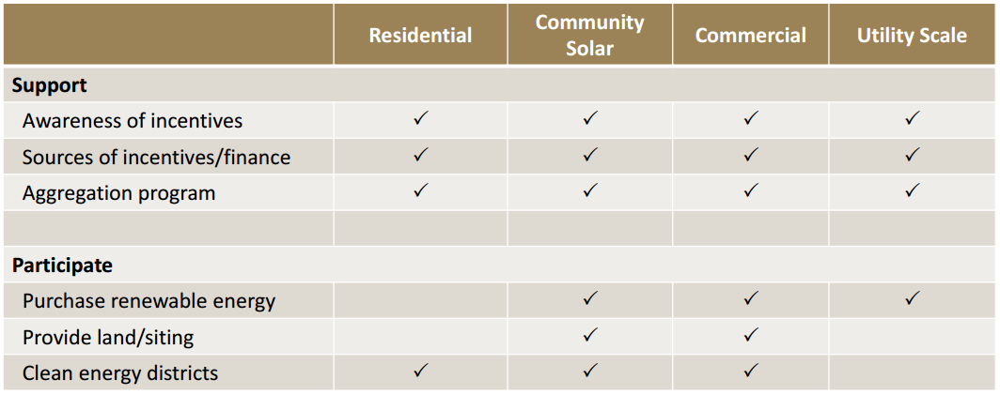 Residential Community Solar Commercial Utility Scale
Support
Awareness of incentives ✓ ✓ ✓ ✓
Sources of incentives/finance ✓ ✓ ✓ ✓
Aggregation program ✓ ✓ ✓ ✓
Participate
Purchase renewable energy ✓ ✓ ✓
Provide land/siting ✓ ✓
Clean energy districts ✓ ✓ ✓